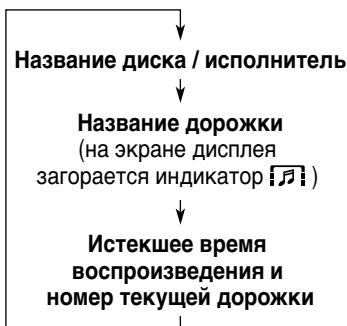 Название диска / исполнитель
Название дорожки
(на экране дисплея
загорается индикатор )
Истекшее время
воспроизведения и
номер текущей дорожки